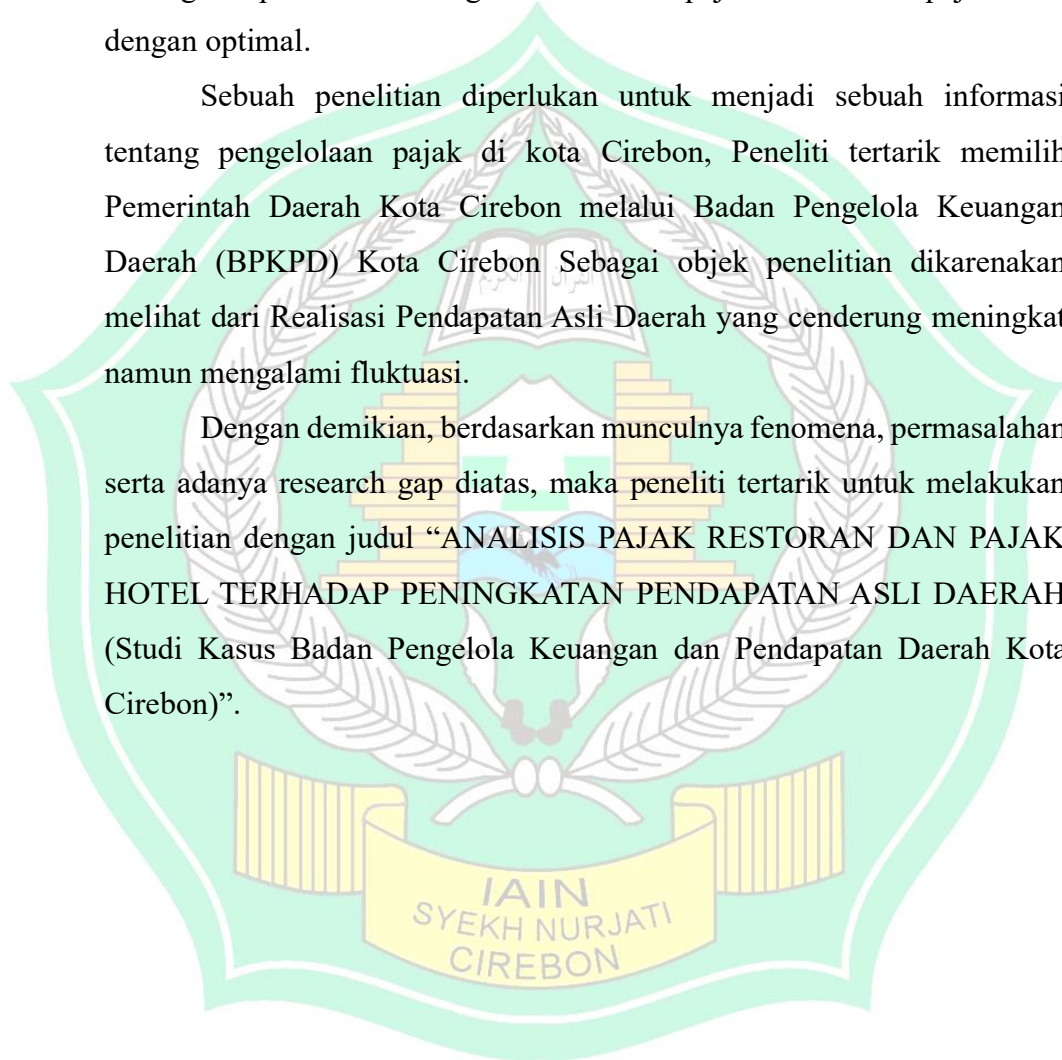 dengan optimal.
Sebuah penelitian diperlukan untuk menjadi sebuah informasi
tentang pengelolaan pajak di kota Cirebon, Peneliti tertarik memilih
Pemerintah Daerah Kota Cirebon melalui Badan Pengelola Keuangan
Daerah (BPKPD) Kota Cirebon Sebagai objek penelitian dikarenakan
melihat dari Realisasi Pendapatan Asli Daerah yang cenderung meningkat
namun mengalami fluktuasi.
Dengan demikian, berdasarkan munculnya fenomena, permasalahan
serta adanya research gap diatas, maka peneliti tertarik untuk melakukan
penelitian dengan judul “ANALISIS PAJAK RESTORAN DAN PAJAK
HOTEL TERHADAP PENINGKATAN PENDAPATAN ASLI DAERAH
(Studi Kasus Badan Pengelola Keuangan dan Pendapatan Daerah Kota
Cirebon)”.
IAIN
SYEKH NURJATI
CIREBON